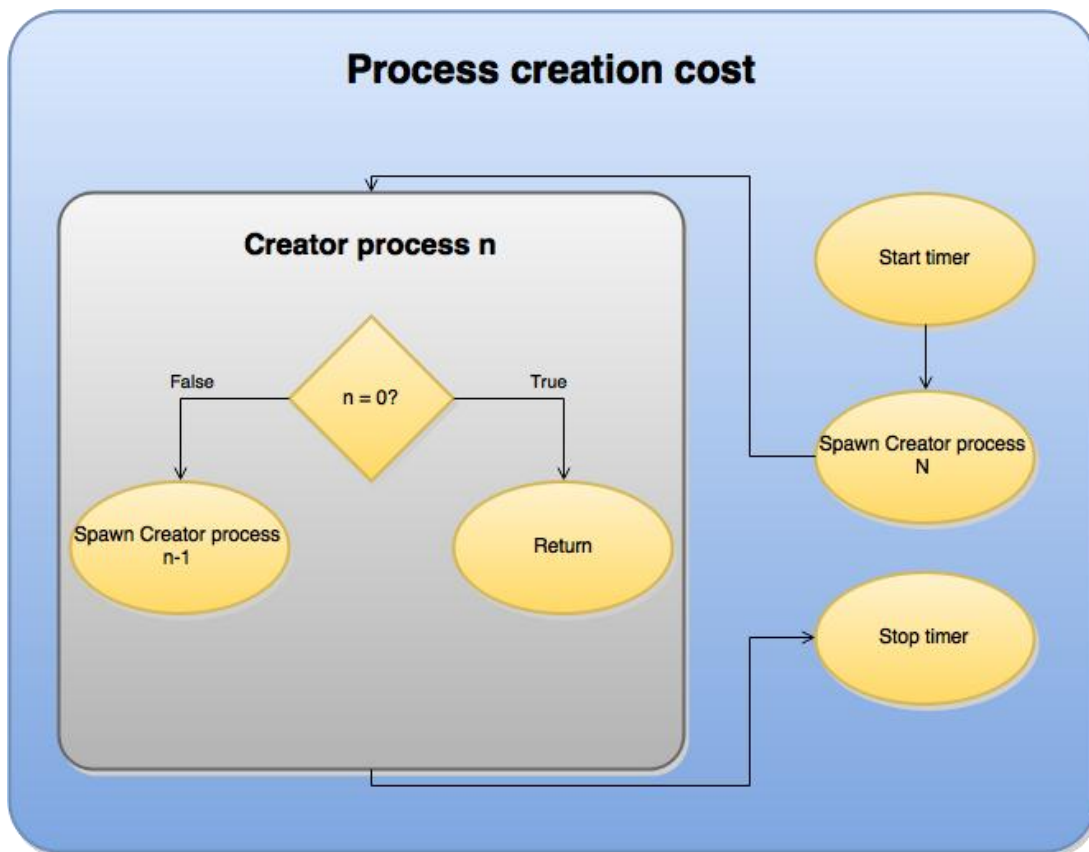 Process creation cost
Creator process n
Start timer
n = 0?
False
True
Spawn Creator process
N
Spawn Creator process
n-1
Return
Stop timer